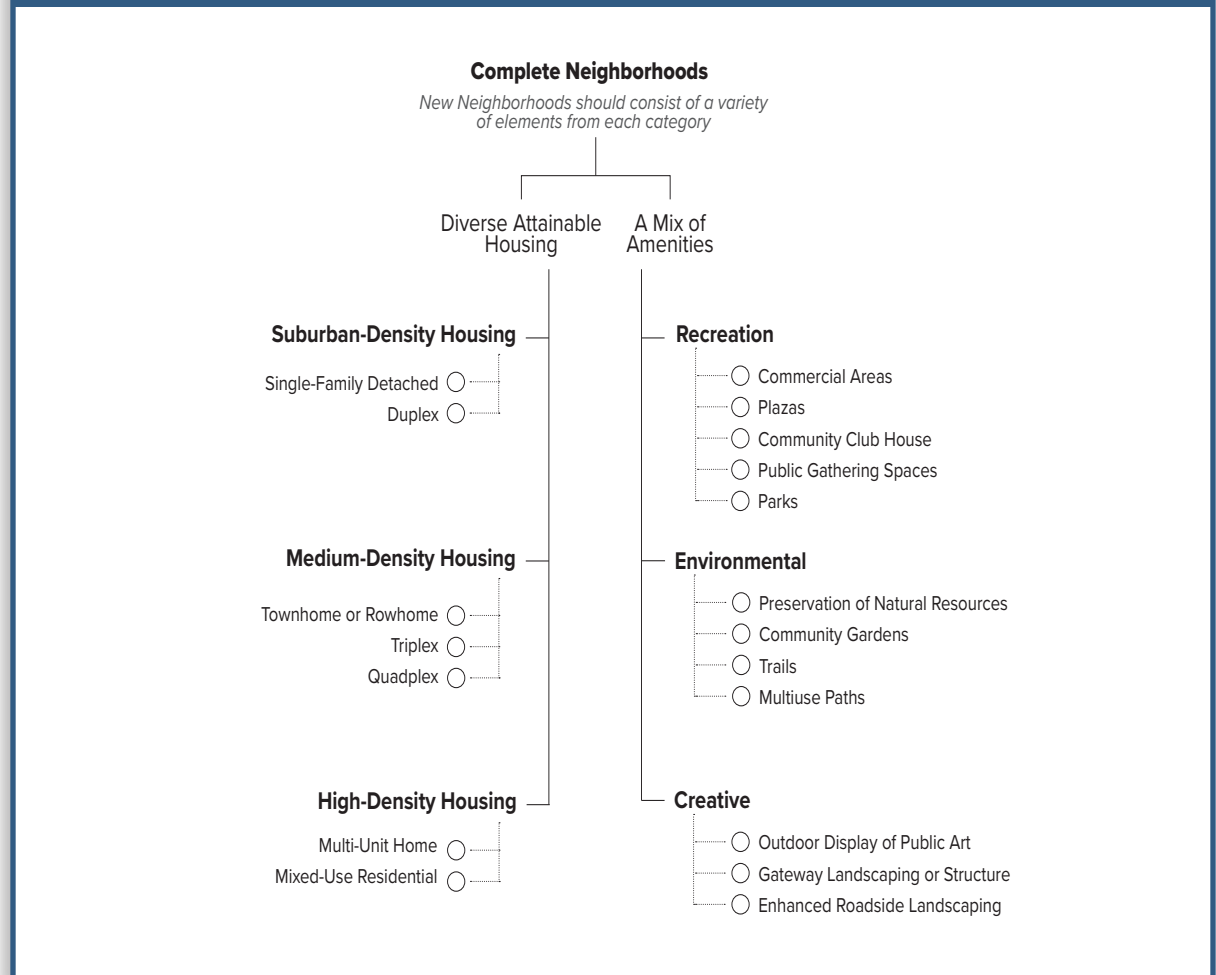 Complete Neighborhoods
New Neighborhoods should consist of a variety
of elements from each category
Diverse Attainable
Housing
A Mix of
Amenities
Suburban-Density Housing
Single-Family Detached
Duplex
Medium-Density Housing
Townhome or Rowhome
Triplex
Quadplex
High-Density Housing
Multi-Unit Home
Mixed-Use Residential
Recreation
Commercial Areas
Plazas
Community Club House
Public Gathering Spaces
Parks
Environmental
Preservation of Natural Resources
Community Gardens
Trails
Multiuse Paths
Creative
Outdoor Display of Public Art
Gateway Landscaping or Structure
Enhanced Roadside Landscaping